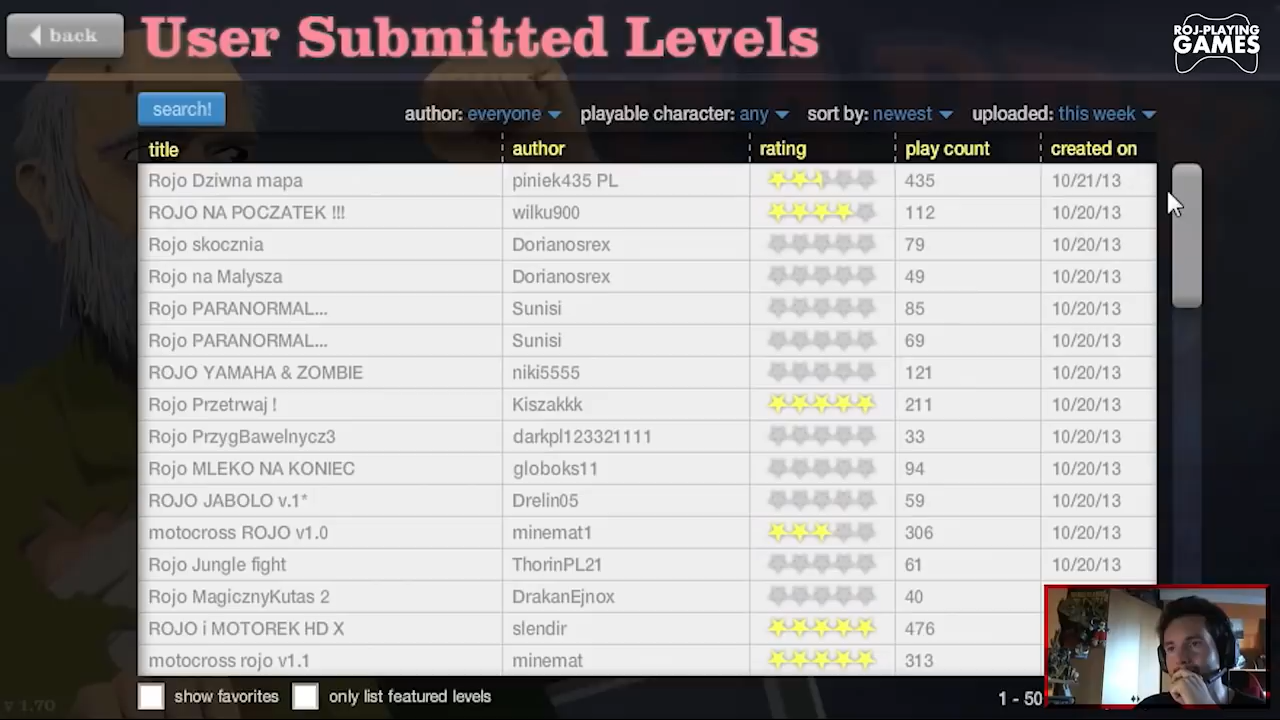 back
User Submitted Levels
ROJ-PLAYING
GAMES
search!
author: everyone playable character: any sort by: newest uploaded: this week
title author rating play count created on
Rojo Dziwna mapa piniek435 PL 435 10/21/13
ROJO NA POCZATEK !!! wilku900 112 10/20/13
Rojo skocznia Dorianosrex 79 10/20/13
Rojo na Malysza Dorianosrex 49 10/20/13
Rojo PARANORMAL... Sunisi 85 10/20/13
Rojo PARANORMAL... Sunisi 69 10/20/13
ROJO YAMAHA & ZOMBIE niki5555 121 10/20/13
Rojo Przetrwaj ! Kiszakkk 211 10/20/13
Rojo PrzygBawelnycz3 darkpl123321111 33 10/20/13
Rojo MLEKO NA KONIEC globoks11 94 10/20/13
ROJO JABOLO v.1* Drelin05 59 10/20/13
motocross ROJO v1.0 minemat1 306 10/20/13
Rojo Jungle fight ThorinPL21 61 10/20/13
Rojo MagicznyKutas 2 DrakanEjnox 40
ROJO i MOTOREK HD X slendir 476
motocross rojo v1.1 minemat 313
show favorites only list featured levels 1 - 50
v 1.70